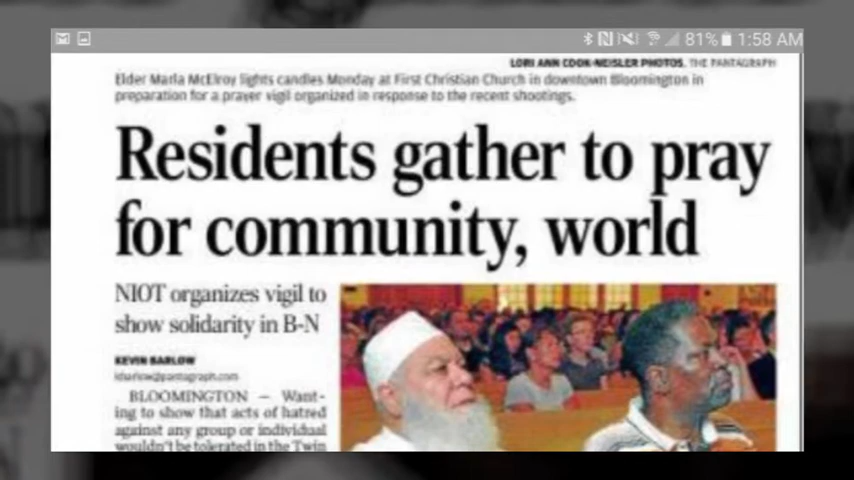 81% 1:58 AM
LORI ANN COOK-NEISLER PHOTOS, THE PANTAGRAPH
Elder Marla McElroy lights candles Monday at First Christian Church in downtown Bloomington in
preparation for a prayer vigil organized in response to the recent shootings.
Residents gather to pray
for community, world
NIOT organizes vigil to
show solidarity in B-N
KEVIN BARLOW
kbarlow@pantagraph.com
BLOOMINGTON — Want-
ing to show that acts of hatred
against any group or individual
wouldn't be tolerated in the Twin